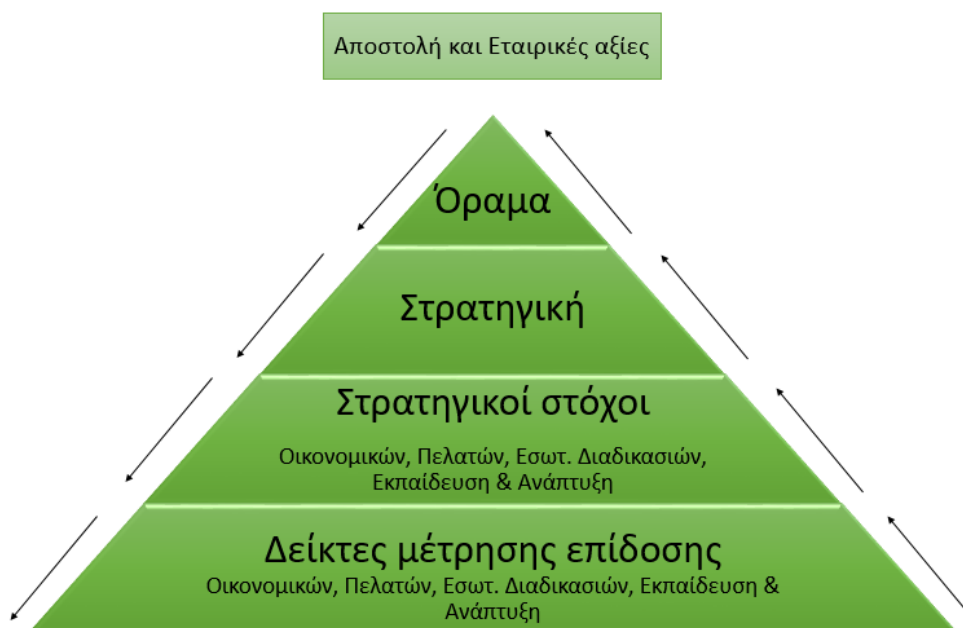 Αποστολή και Εταιρικές αξίες
Όραμα
Στρατηγική
Στρατηγικοί στόχοι
Οικονομικών, Πελατών, Εσωτ. Διαδικασιών,
Εκπαίδευση & Ανάπτυξη
Δείκτες μέτρησης επίδοσης
Οικονομικών, Πελατών, Εσωτ. Διαδικασιών, Εκπαίδευση &
Ανάπτυξη